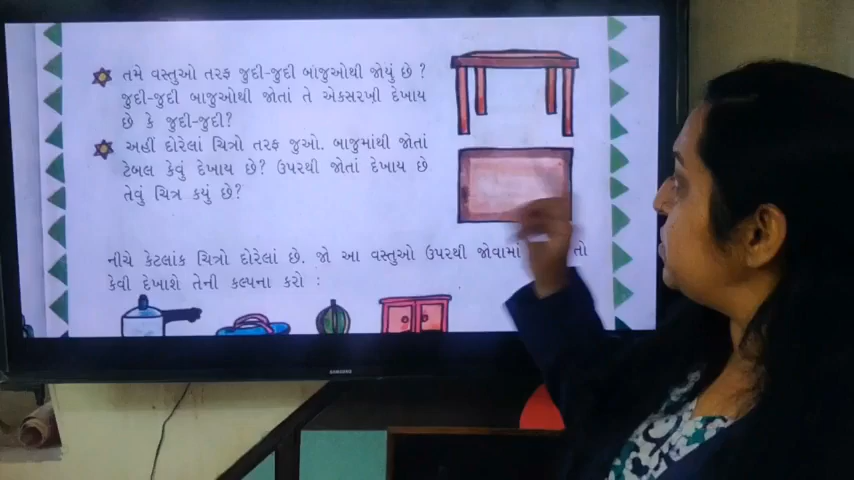 તમે વસ્તુઓ તરફ જુદી-જુદી બાજુઓથી જોયું છે ?
જુદી-જુદી બાજુઓથી જોતાં તે એકસરખી દેખાય
છે કે જુદી-જુદી?
અહીં દોરેલાં ચિત્રો તરફ જુઓ. બાજુમાંથી જોતાં
ટેબલ કેવું દેખાય છે? ઉપરથી જોતાં દેખાય છે
તેવું ચિત્ર કયું છે?
નીચે કેટલાંક ચિત્રો દોરેલાં છે. જો આ વસ્તુઓ ઉપરથી જોવામાં તો
કેવી દેખાશે તેની કલ્પના કરો :
SAMSUNG